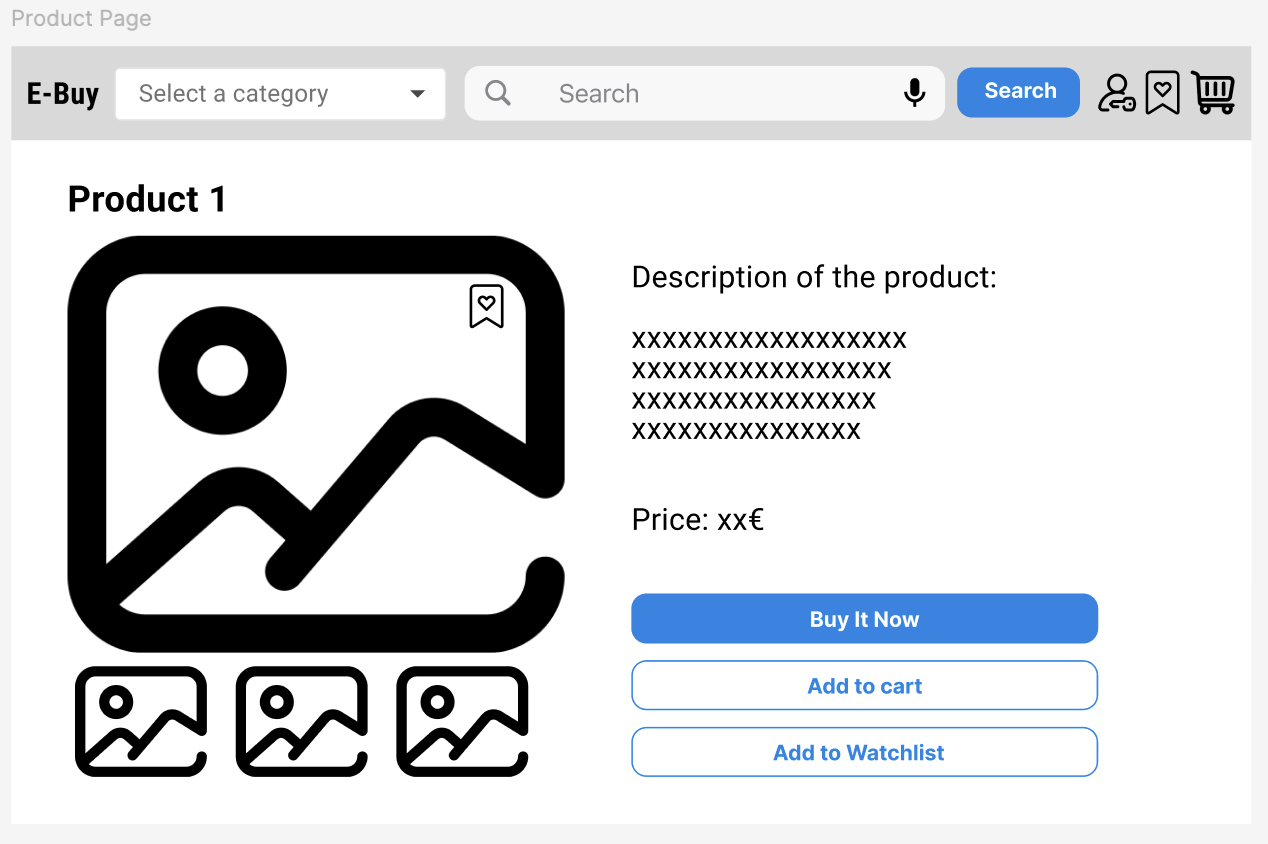 Product Page
E-Buy
Select a category
Search
Search
Product 1
Description of the product:
xxxxxxxxxxxxxxxxxx
xxxxxxxxxxxxxxxxx
xxxxxxxxxxxxxxxx
xxxxxxxxxxxxxxx
Price: xx€
Buy It Now
Add to cart
Add to Watchlist